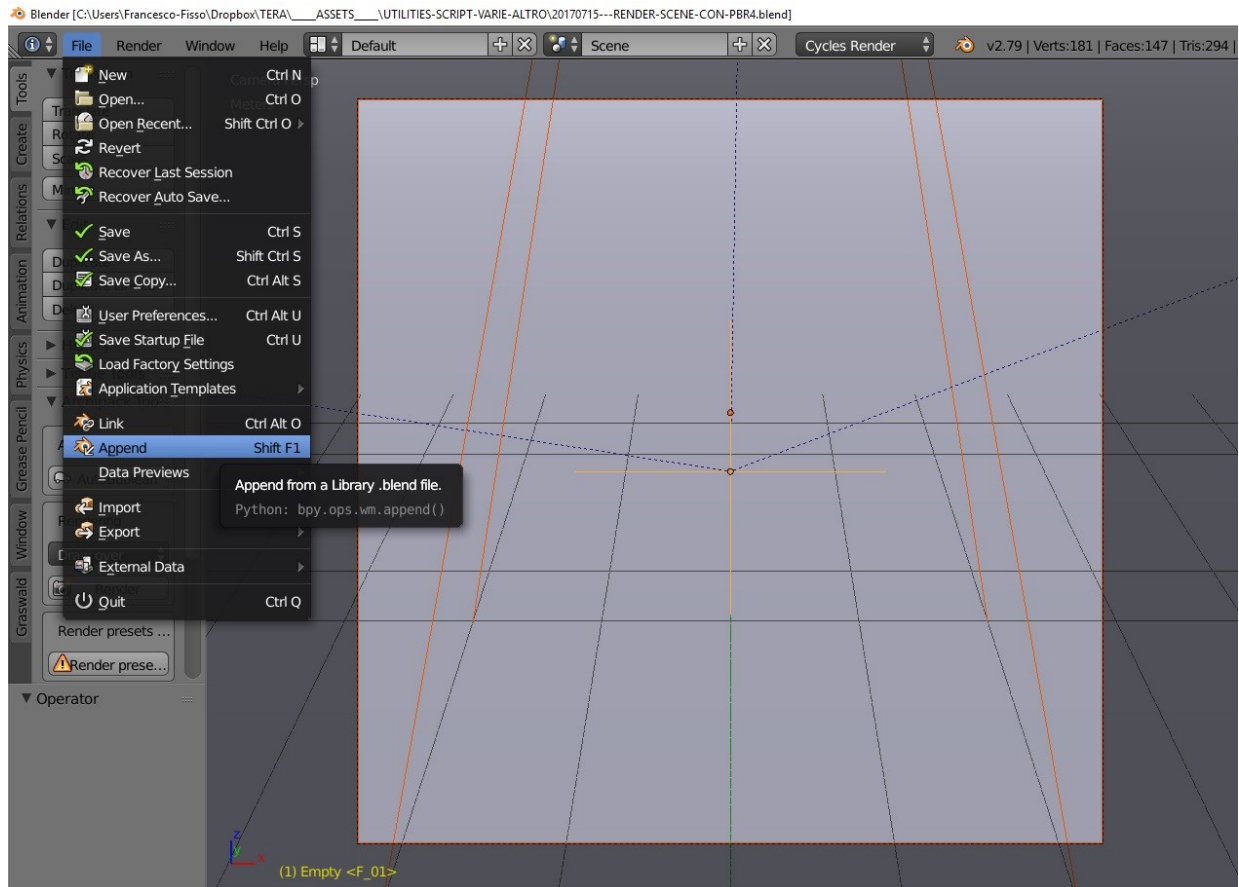 Blender [C:\Users\Francesco-Fisso\Dropbox\TERA\____ASSETS____\UTILITIES-SCRIPT-VARIE-ALTRO\20170715---RENDER-SCENE-CON-PBR4.blend]
File Render Window Help Default Scene Cycles Render v2.79 | Verts:181 | Faces:147 | Tris:294 |
Tools
Create
Relations
Animation
Physics
Grease Pencil
Window
Graswald
New Ctrl N
Open... Ctrl O
Open Recent... Shift Ctrl O
Revert
Recover Last Session
Recover Auto Save...
Save Ctrl S
Save As... Shift Ctrl S
Save Copy... Ctrl Alt S
User Preferences... Ctrl Alt U
Save Startup File Ctrl U
Load Factory Settings
Application Templates
Link Ctrl Alt O
Append Shift F1
Data Previews
Import
Export
External Data
Quit Ctrl Q
Append from a Library .blend file.
Python: bpy.ops.wm.append()
Render
Render presets ...
Render prese...
Operator
z
y
x
(1) Empty <F_01>